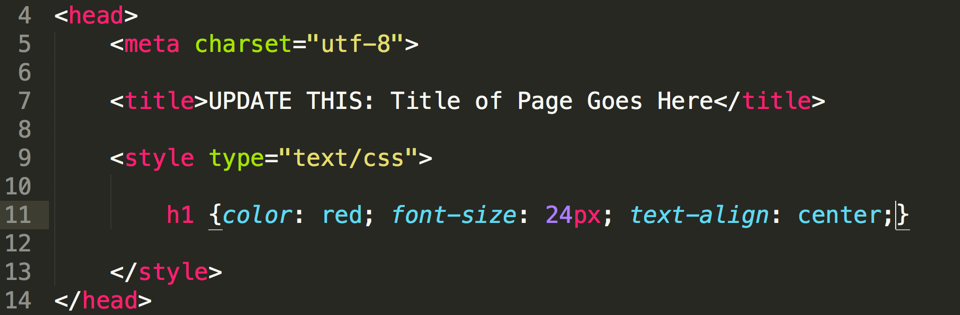 4 <head>
5 <meta charset="utf-8">
6
7 <title>UPDATE THIS: Title of Page Goes Here</title>
8
9 <style type="text/css">
10
11 h1 {color: red; font-size: 24px; text-align: center;}
12
13 </style>
14 </head>